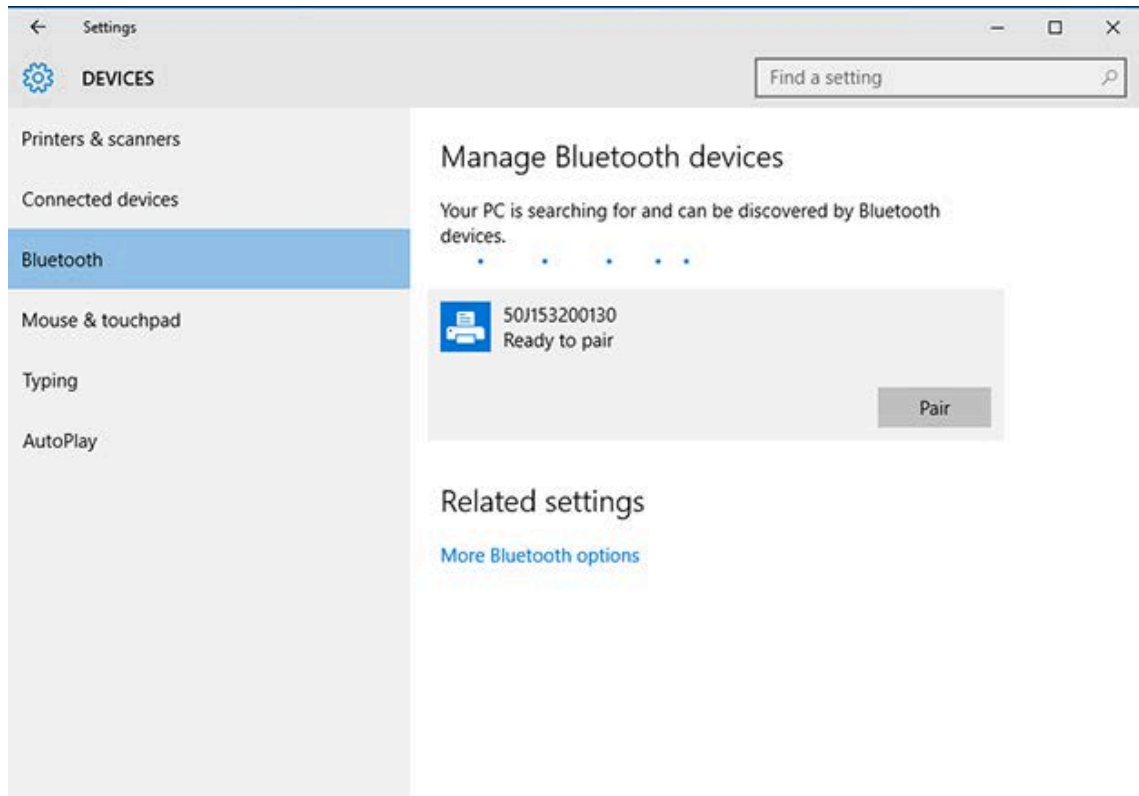 Settings
DEVICES
Find a setting
Printers & scanners
Connected devices
Bluetooth
Mouse & touchpad
Typing
AutoPlay
Manage Bluetooth devices
Your PC is searching for and can be discovered by Bluetooth
devices.
50J153200130
Ready to pair
Pair
Related settings
More Bluetooth options